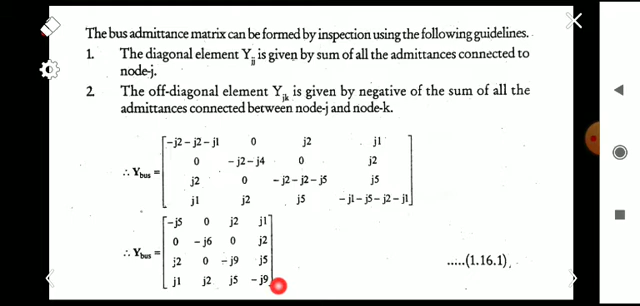 The bus admittance matrix can be formed by inspection using the following guidelines.
1. The diagonal element Y_jj is given by sum of all the admittances connected to
node-j.
2. The off-diagonal element Y_jk is given by negative of the sum of all the
admittances connected between node-j and node-k.
∴ Y_bus = [ -j2-j2-j1 0 j2 j1
0 -j2-j4 0 j2
j2 0 -j2-j2-j5 j5
j1 j2 j5 -j1-j5-j2-j1 ]
∴ Y_bus = [ -j5 0 j2 j1
0 -j6 0 j2
j2 0 -j9 j5
j1 j2 j5 -j9 ]
.....(1.16.1)